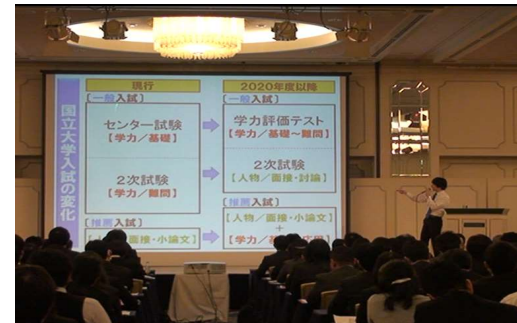 国立大学入試の変化
現行
2020年度以降
〔一般入試〕
〔一般入試〕
センター試験
【学力／基礎】
学力評価テスト
【学力／基礎～難問】
2次試験
【学力／難問】
2次試験
【人物／面接・討論】
〔推薦入試〕
〔推薦入試〕
面接・小論文】
【人物／面接・小論文】
+
【学力／